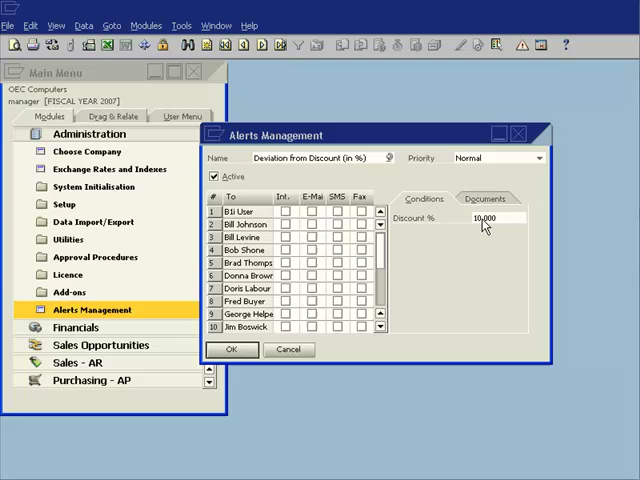 File Edit View Data Goto Modules Tools Window Help
Main Menu
OEC Computers
manager [FISCAL YEAR 2007]
Modules Drag & Relate User Menu
Administration
Choose Company
Exchange Rates and Indexes
System Initialisation
Setup
Data Import/Export
Utilities
Approval Procedures
Licence
Add-ons
Alerts Management
Financials
Sales Opportunities
Sales - AR
Purchasing - AP
Alerts Management
Name Deviation from Discount (in %) Priority Normal
Active
# To Int. E-Mai SMS Fax
1 B1i User
2 Bill Johnson
3 Bill Levine
4 Bob Shone
5 Brad Thomps
6 Donna Brown
7 Doris Labour
8 Fred Buyer
9 George Helpe
10 Jim Boswick
Conditions Documents
Discount % 10.000
OK Cancel